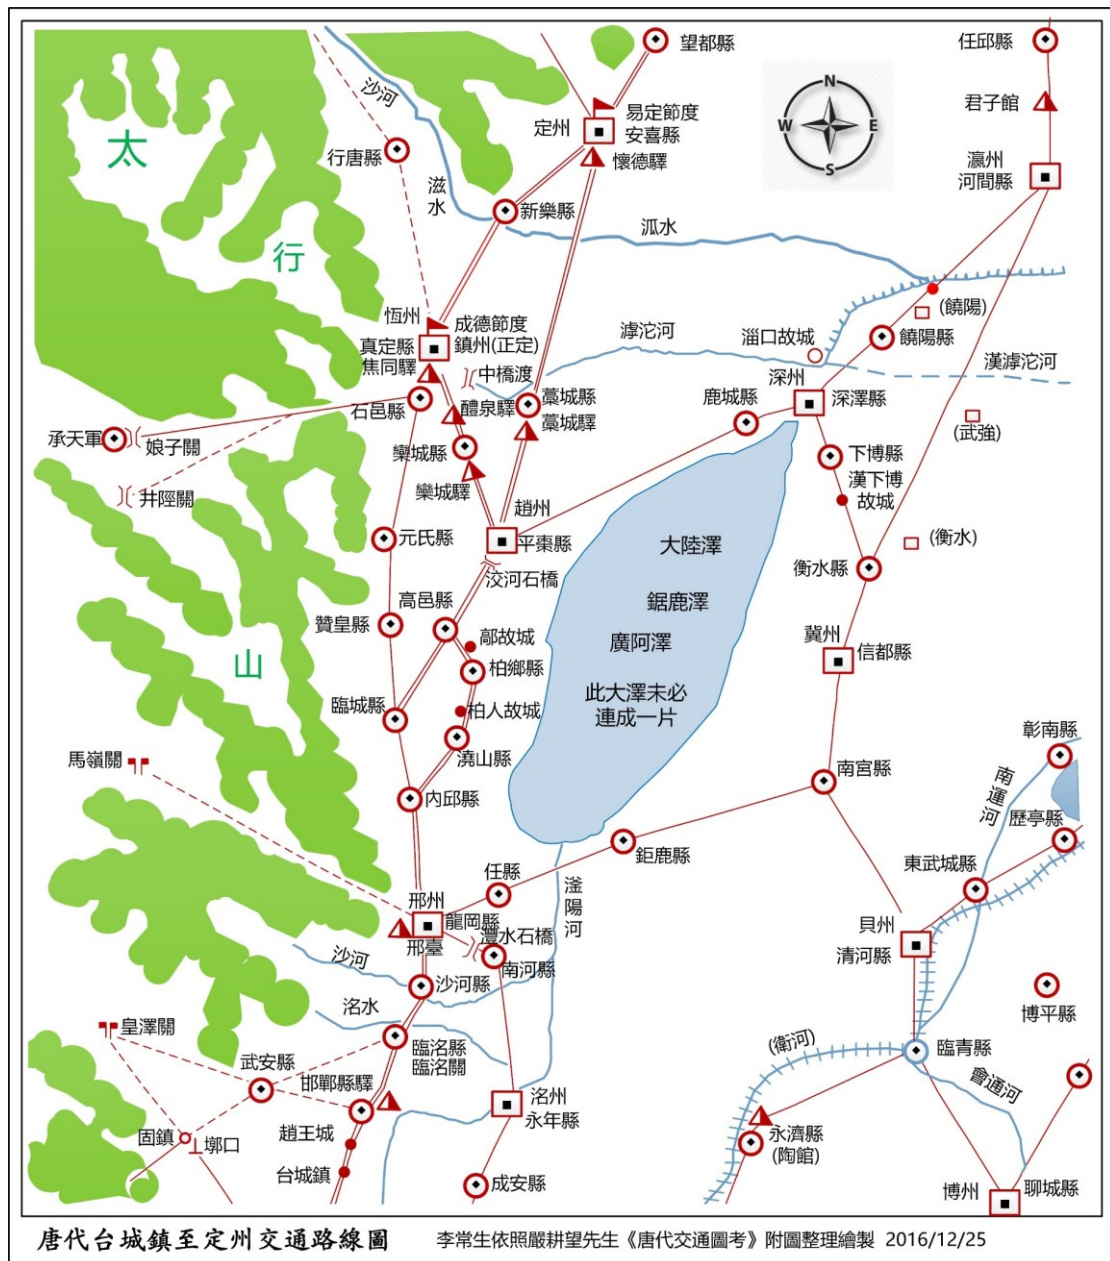 望都縣
任邱縣
沙河
太
N
W
E
S
易定節度
定州
安喜縣
君子館
行唐縣
懷德驛
瀛州
河間縣
滋水
新樂縣
泒水
行
恆州
成德節度
鎮州(正定)
真定縣
焦同驛
(饒陽)
饒陽縣
滹沱河
淄口故城
漢滹沱河
中橋渡
深州
深澤縣
石邑縣
醴泉驛
藁城縣
藁城驛
鹿城縣
(武強)
承天軍
娘子關
欒城縣
下博縣
欒城驛
漢下博
故城
井陘關
趙州
平棗縣
元氏縣
大陸澤
(衡水)
洨河石橋
衡水縣
高邑縣
鋸鹿澤
贊皇縣
鄗故城
廣阿澤
冀州
信都縣
山
柏鄉縣
此大澤未必
連成一片
臨城縣
柏人故城
彰南縣
馬嶺關
澆山縣
南運河
南宮縣
內邱縣
歷亭縣
鉅鹿縣
東武城縣
任縣
滏陽河
邢州
龍岡縣
邢臺
灃水石橋
貝州
清河縣
沙河
南河縣
沙河縣
洺水
博平縣
皇澤關
(衛河)
臨洺縣
臨洺關
臨青縣
武安縣
邯鄲縣驛
會通河
洺州
永年縣
固鎮
郭口
趙王城
永濟縣
(陶館)
台城鎮
成安縣
博州
聊城縣
唐代台城鎮至定州交通路線圖
李常生依照嚴耕望先生《唐代交通圖考》附圖整理繪製 2016/12/25